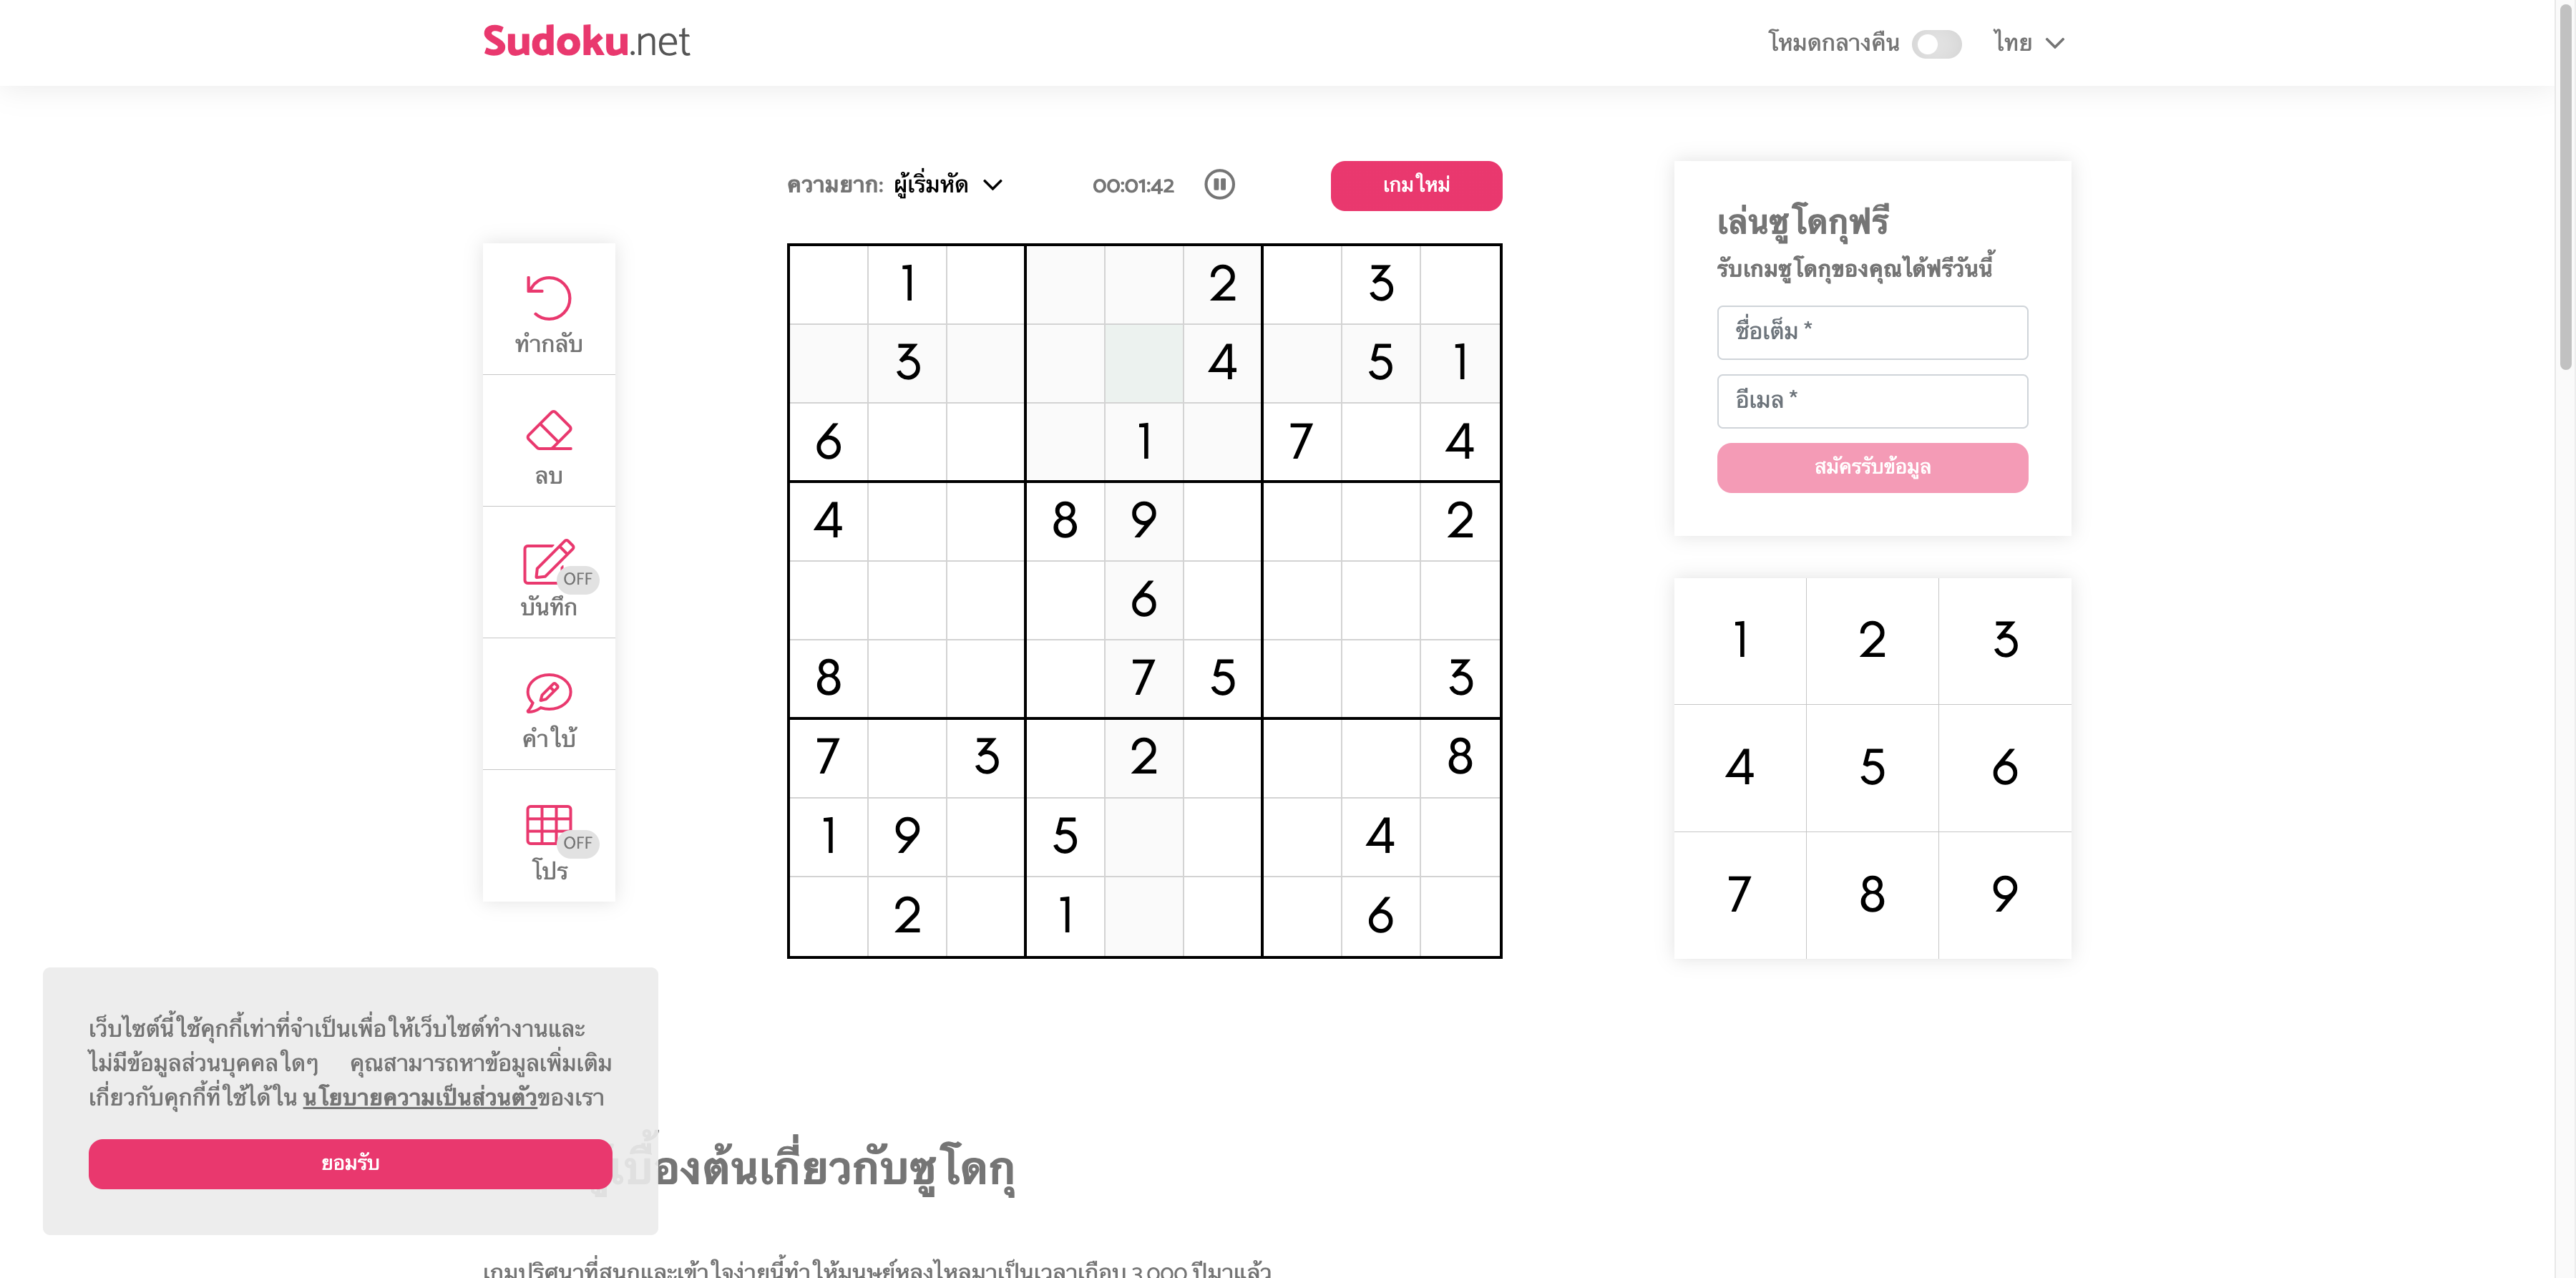 Sudoku.net
โหมดกลางคืน
ไทย
ความยาก: ผู้เริ่มหัด
00:01:42
เกมใหม่
ทำกลับ
ลบ
OFF
บันทึก
คำใบ้
OFF
โปร
1 2 3
3 4 5 1
6 1 7 4
4 8 9 2
6
8 7 5 3
7 3 2 8
1 9 5 4
2 1 6
เล่นซูโดกุฟรี
รับเกมซูโดกุของคุณได้ฟรีวันนี้
ชื่อเต็ม *
อีเมล *
สมัครรับข้อมูล
1 2 3
4 5 6
7 8 9
เว็บไซต์นี้ใช้คุกกี้เท่าที่จำเป็นเพื่อให้เว็บไซต์ทำงานและ
ไม่มีข้อมูลส่วนบุคคลใดๆ คุณสามารถหาข้อมูลเพิ่มเติม
เกี่ยวกับคุกกี้ที่ใช้ได้ใน นโยบายความเป็นส่วนตัวของเรา
ยอมรับ
เบื้องต้นเกี่ยวกับซูโดกุ
เกมปริศนาที่สนุกและเข้าใจง่ายนี้ทำให้มนุษย์หลงใหลมาเป็นเวลาเกือบ 3,000 ปีมาแล้ว